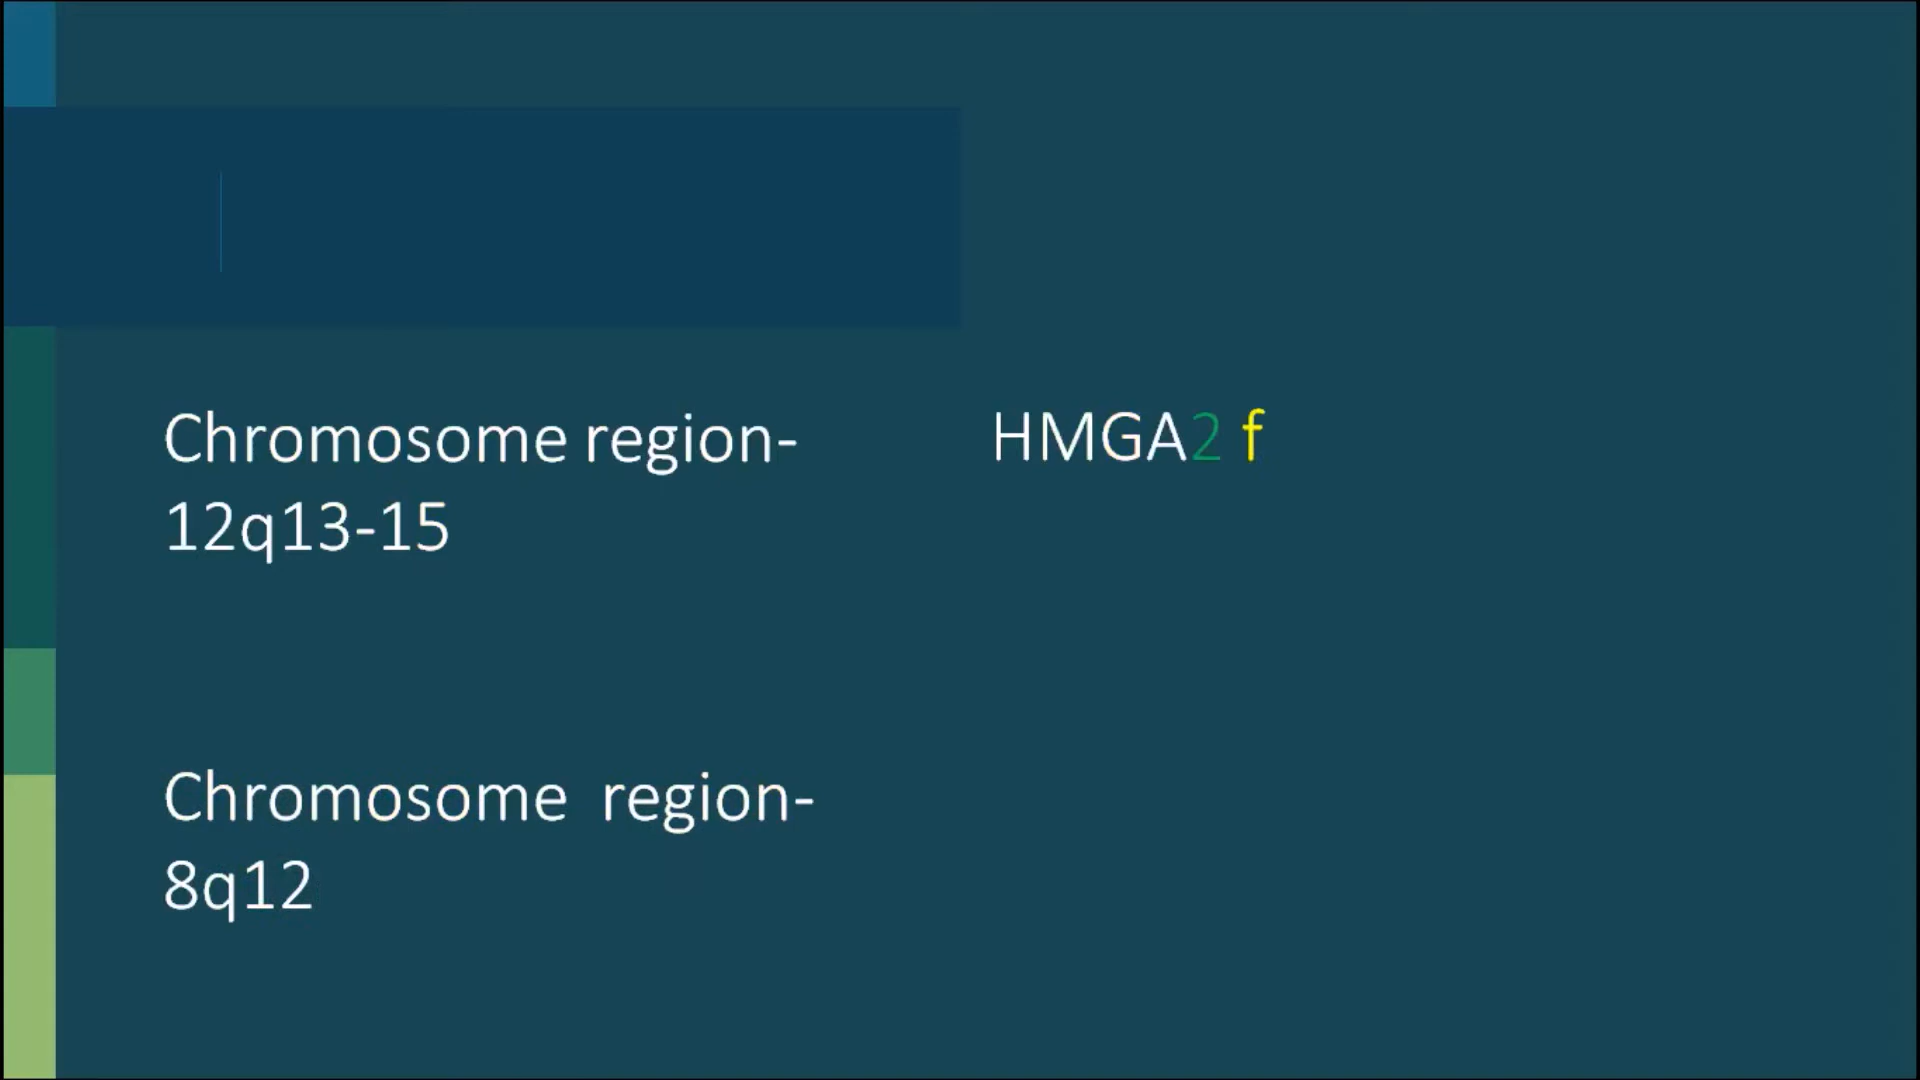 Chromosome region-
12q13-15
HMGA2 f
Chromosome  region-
8q12